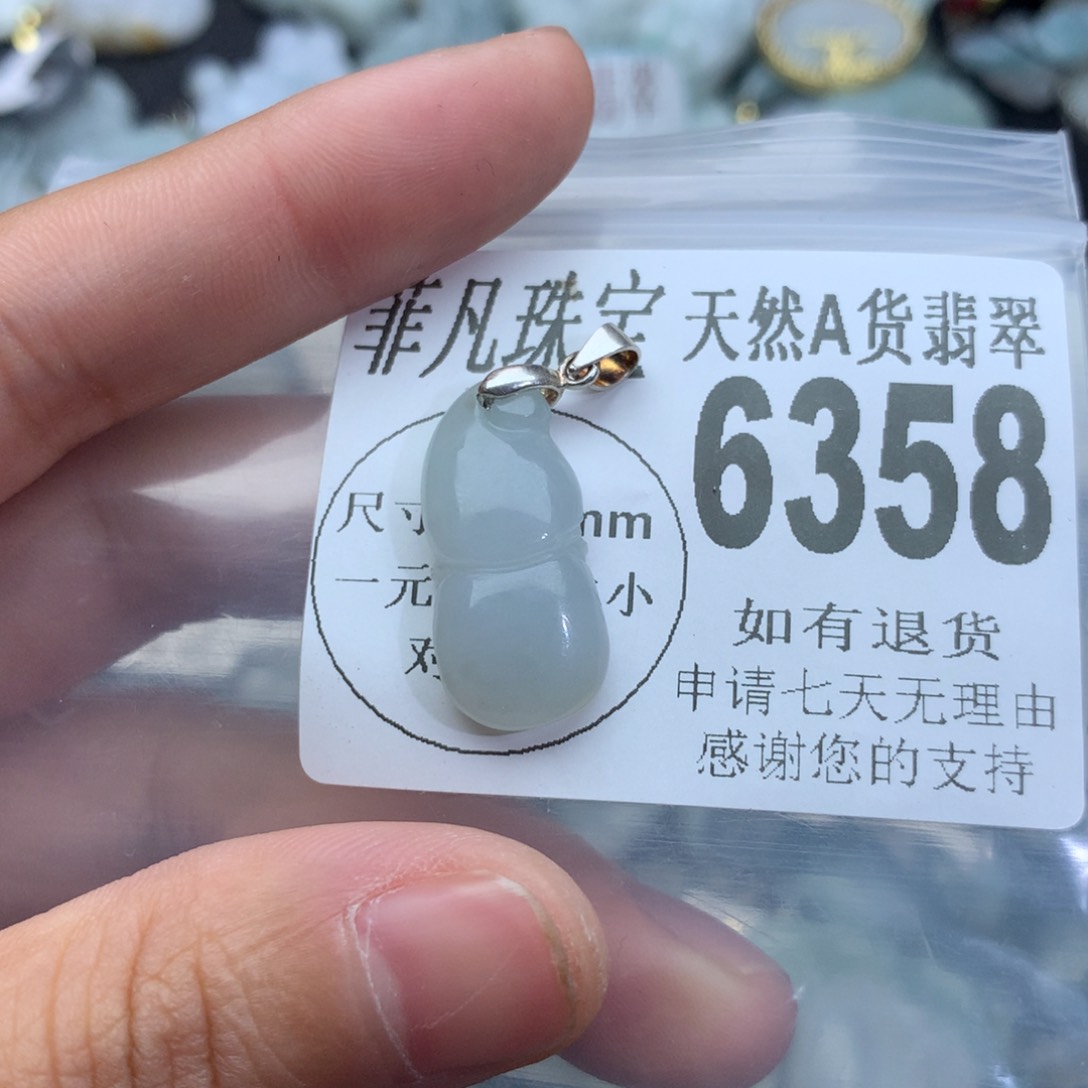 菲凡珠宝 天然A货翡翠
6358
尺寸 mm
一元 小
对
如有退货
申请七天无理由
感谢您的支持